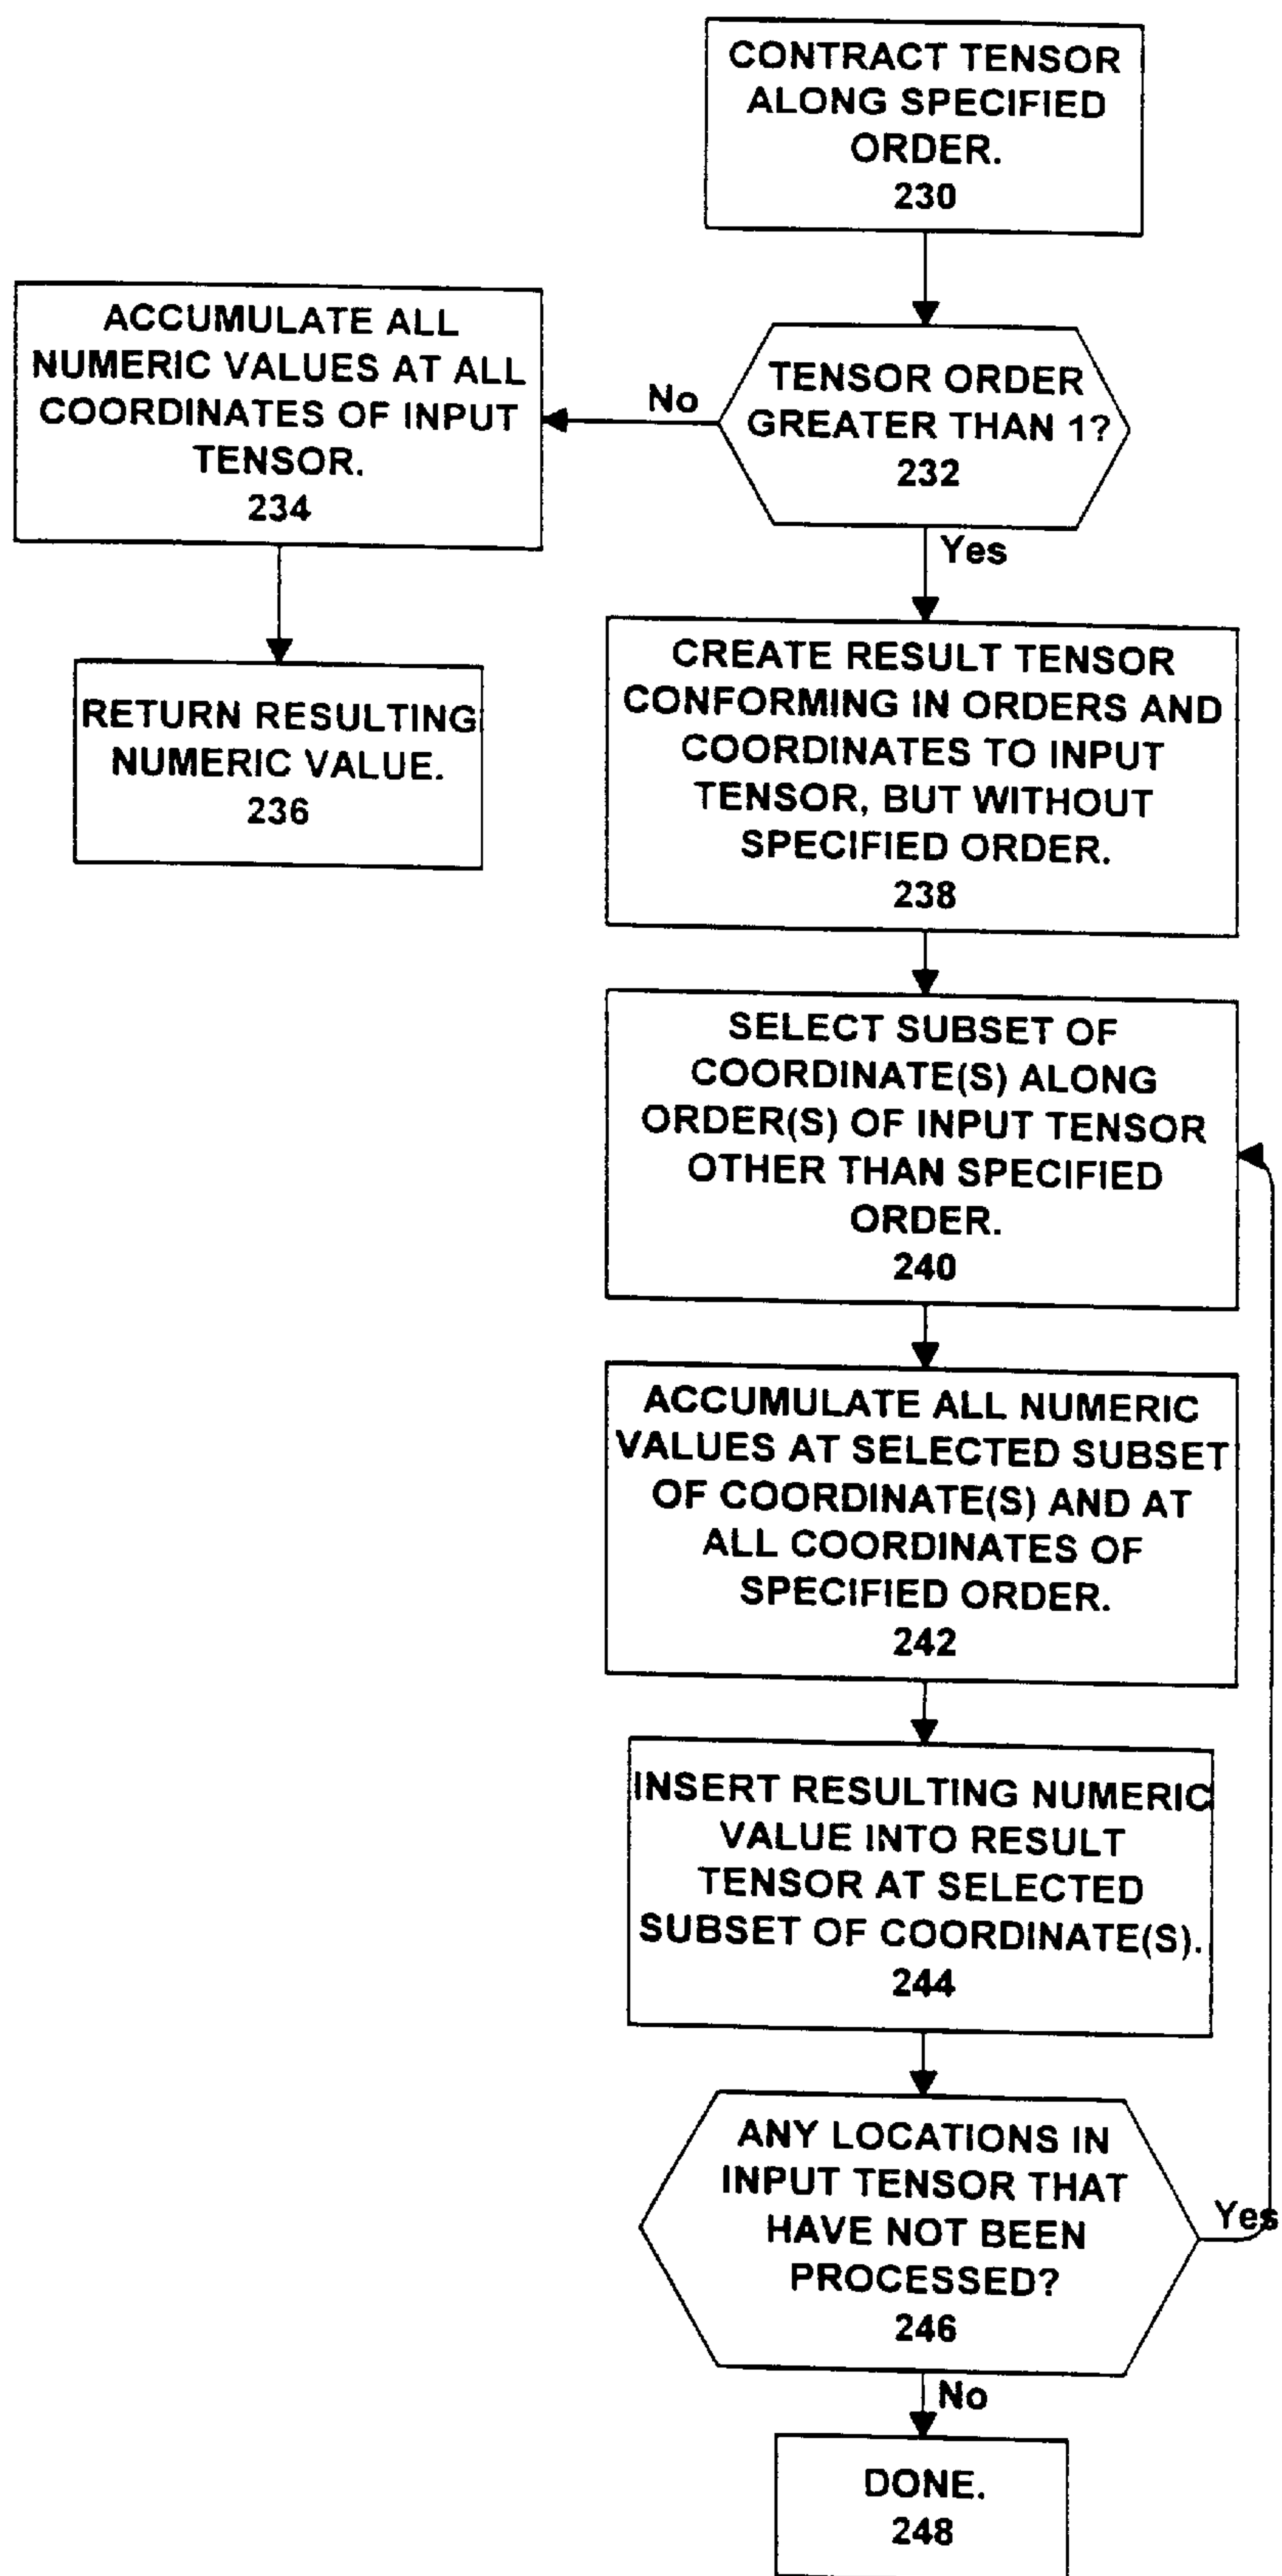 CONTRACT TENSOR
ALONG SPECIFIED
ORDER.
230
TENSOR ORDER
GREATER THAN 1?
232
No
ACCUMULATE ALL
NUMERIC VALUES AT ALL
COORDINATES OF INPUT
TENSOR.
234
RETURN RESULTING
NUMERIC VALUE.
236
Yes
CREATE RESULT TENSOR
CONFORMING IN ORDERS AND
COORDINATES TO INPUT
TENSOR, BUT WITHOUT
SPECIFIED ORDER.
238
SELECT SUBSET OF
COORDINATE(S) ALONG
ORDER(S) OF INPUT TENSOR
OTHER THAN SPECIFIED
ORDER.
240
ACCUMULATE ALL NUMERIC
VALUES AT SELECTED SUBSET
OF COORDINATE(S) AND AT
ALL COORDINATES OF
SPECIFIED ORDER.
242
INSERT RESULTING NUMERIC
VALUE INTO RESULT
TENSOR AT SELECTED
SUBSET OF COORDINATE(S).
244
ANY LOCATIONS IN
INPUT TENSOR THAT
HAVE NOT BEEN
PROCESSED?
246
Yes
No
DONE.
248